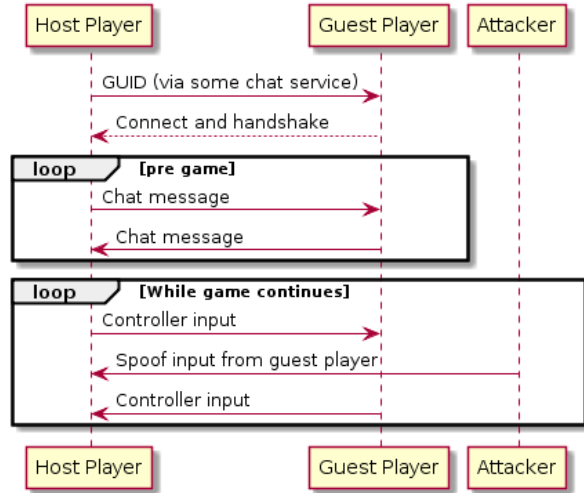 Host Player
Guest Player
Attacker
GUID (via some chat service)
Connect and handshake
loop
[pre game]
Chat message
Chat message
loop
[While game continues]
Controller input
Spoof input from guest player
Controller input
Host Player
Guest Player
Attacker